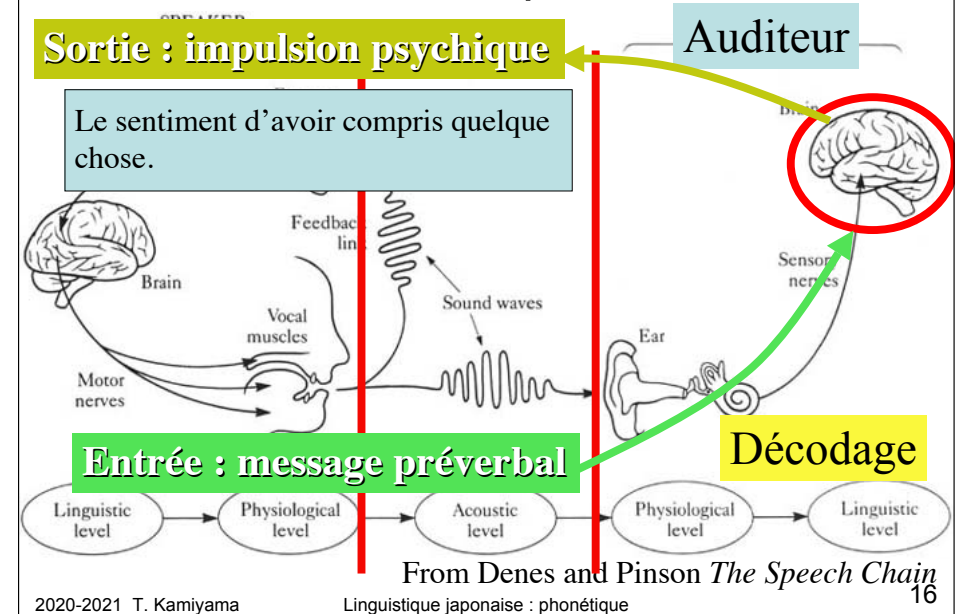 SPEAKER
Sortie : impulsion psychique
Auditeur
Le sentiment d'avoir compris quelque
chose.
Brain
Feedback
link
Brain
Sensory
nerves
Sound waves
Vocal
muscles
Ear
Motor
nerves
Décodage
Entrée : message préverbal
Linguistic
level
Physiological
level
Acoustic
level
Physiological
level
Linguistic
level
From Denes and Pinson The Speech Chain
2020-2021 T. Kamiyama
Linguistique japonaise : phonétique
16